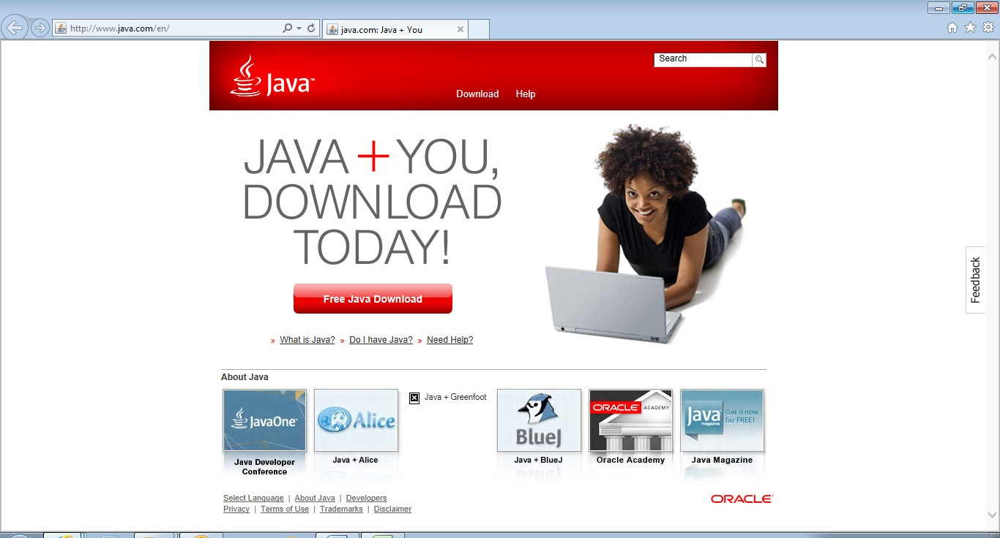 http://www.java.com/en/
java.com: Java + You
Java™
Search
Download Help
JAVA + YOU,
DOWNLOAD
TODAY!
Free Java Download
» What is Java? » Do I have Java? » Need Help?
Feedback
About Java
JavaOne™
Java Developer
Conference
Alice
Java + Alice
Java + Greenfoot
BlueJ
Java + BlueJ
ORACLE ACADEMY
Oracle Academy
Java magazine
Get it now
for FREE!
Java Magazine
Select Language | About Java | Developers
Privacy | Terms of Use | Trademarks | Disclaimer
ORACLE